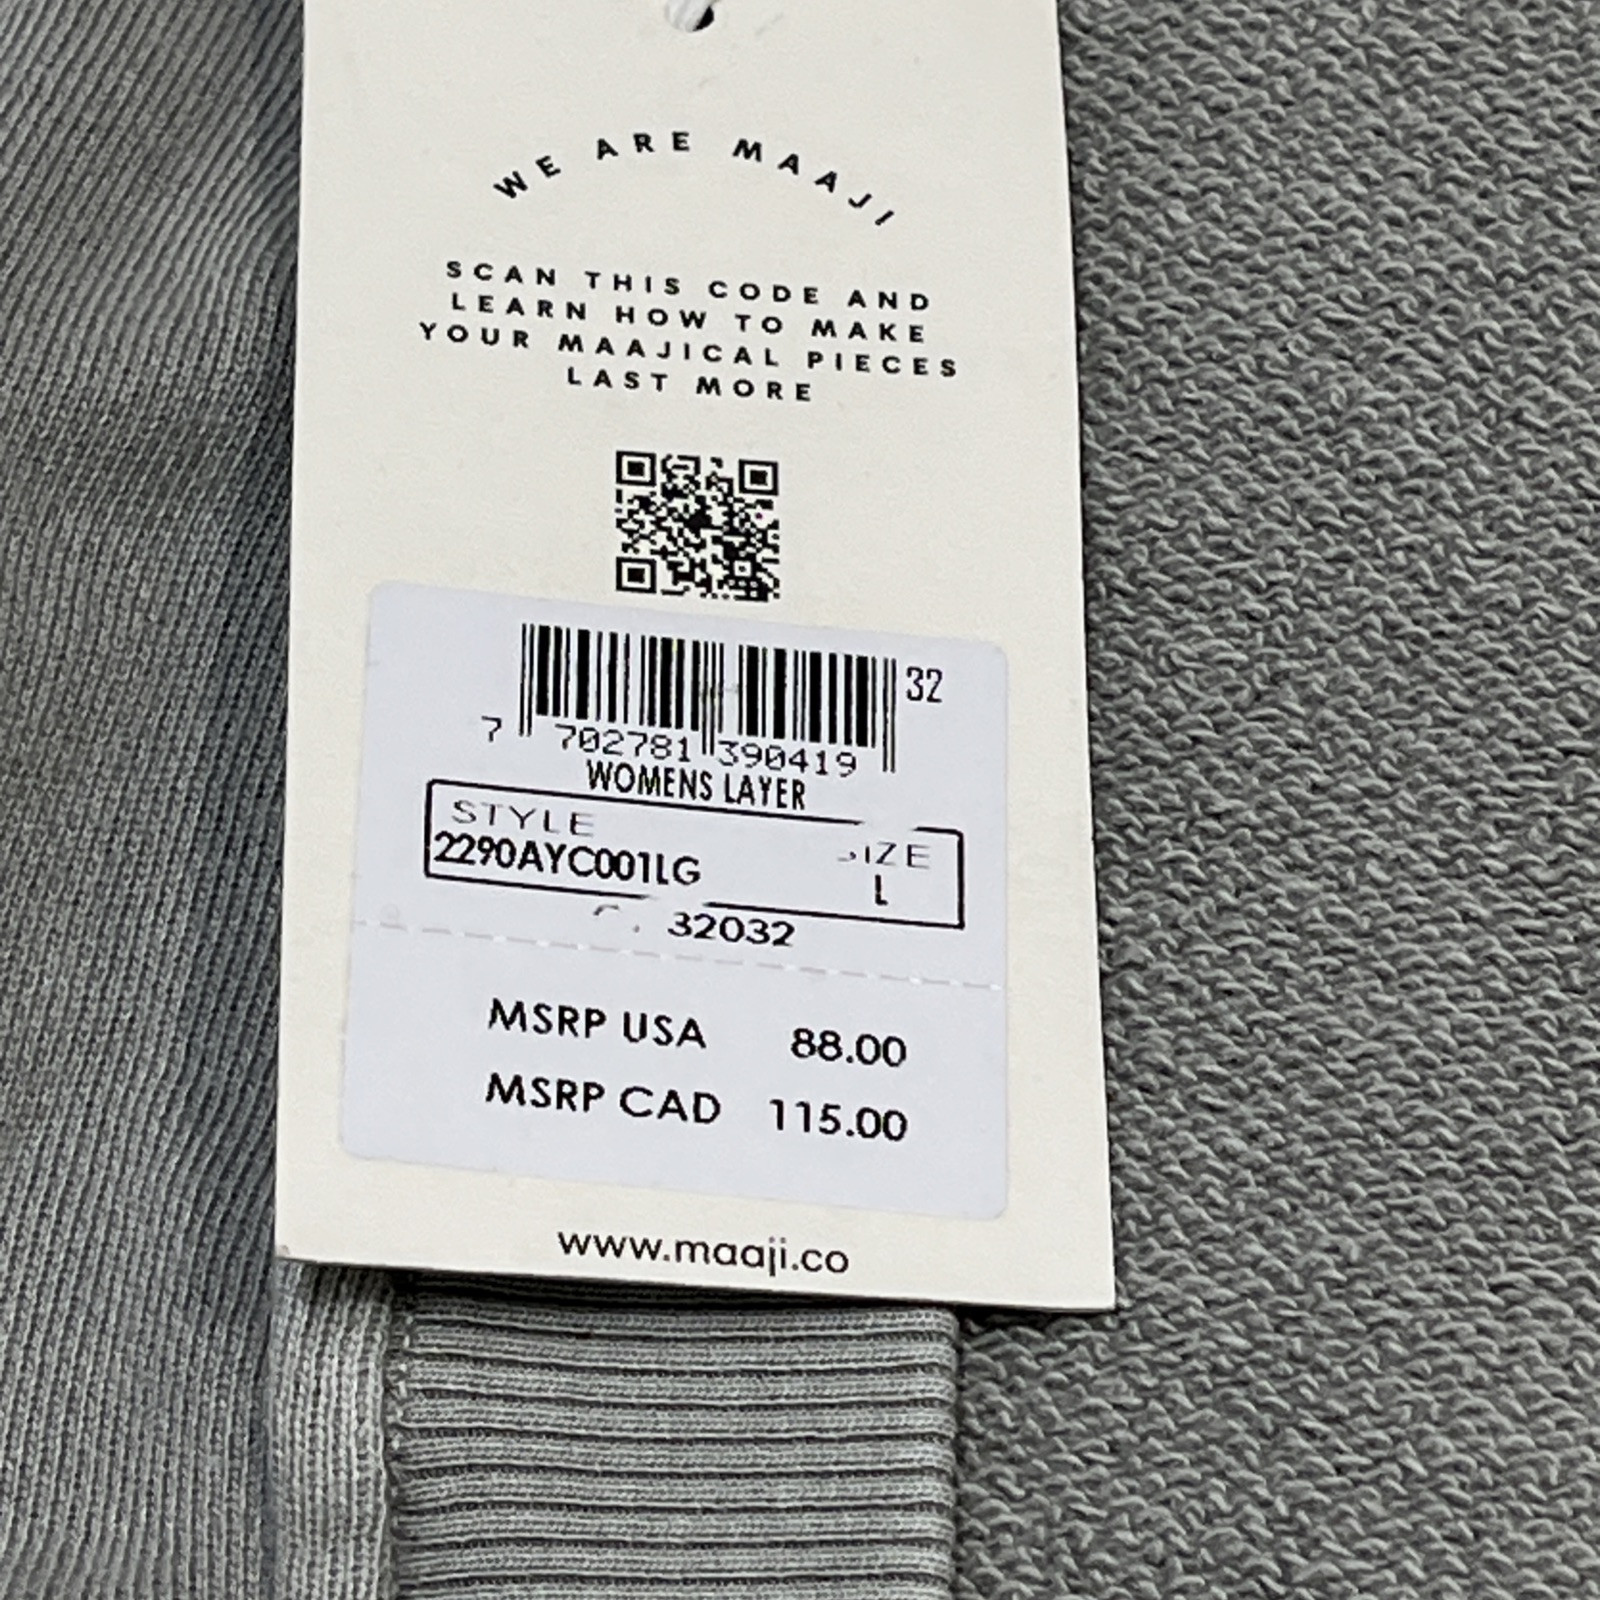 WE ARE MAAJI
SCAN THIS CODE AND
LEARN HOW TO MAKE
YOUR MAAJICAL PIECES
LAST MORE
32
7 702781 390419
WOMENS LAYER
STYLE SIZE
2290AYC001LG L
32032
MSRP USA 88.00
MSRP CAD 115.00
www.maaji.co